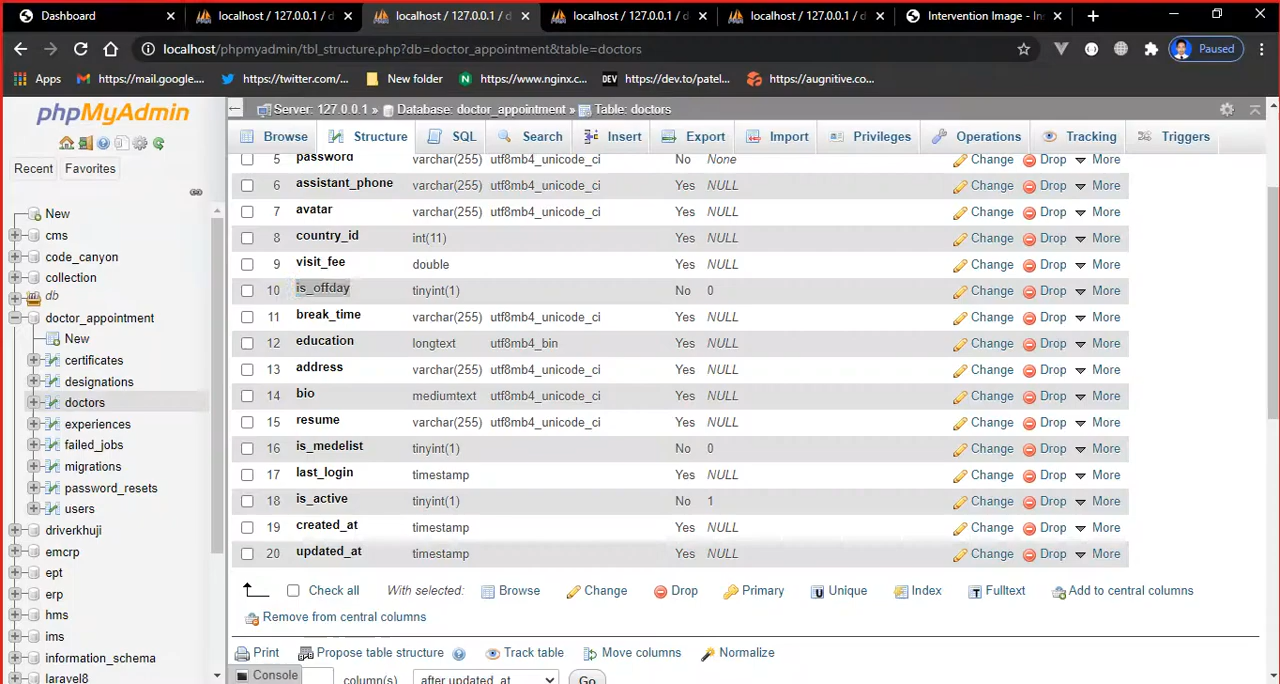 Dashboard
localhost / 127.0.0.1 / d
localhost / 127.0.0.1 / d
localhost / 127.0.0.1 / d
localhost / 127.0.0.1 / d
Intervention Image - In
localhost/phpmyadmin/tbl_structure.php?db=doctor_appointment&table=doctors
Paused
Apps
https://mail.google....
https://twitter.com/...
New folder
https://www.nginx.c...
https://dev.to/patel...
https://augnitive.co...
phpMyAdmin
Recent Favorites
New
cms
code_canyon
collection
db
doctor_appointment
New
certificates
designations
doctors
experiences
failed_jobs
migrations
password_resets
users
driverkhuji
emcrp
ept
erp
hms
ims
information_schema
laravel8
Server: 127.0.0.1 » Database: doctor_appointment » Table: doctors
Browse Structure SQL Search Insert Export Import Privileges Operations Tracking Triggers
5 password varchar(255) utf8mb4_unicode_ci No None Change Drop More
6 assistant_phone varchar(255) utf8mb4_unicode_ci Yes NULL Change Drop More
7 avatar varchar(255) utf8mb4_unicode_ci Yes NULL Change Drop More
8 country_id int(11) Yes NULL Change Drop More
9 visit_fee double Yes NULL Change Drop More
10 is_offday tinyint(1) No 0 Change Drop More
11 break_time varchar(255) utf8mb4_unicode_ci Yes NULL Change Drop More
12 education longtext utf8mb4_bin Yes NULL Change Drop More
13 address varchar(255) utf8mb4_unicode_ci Yes NULL Change Drop More
14 bio mediumtext utf8mb4_unicode_ci Yes NULL Change Drop More
15 resume varchar(255) utf8mb4_unicode_ci Yes NULL Change Drop More
16 is_medelist tinyint(1) No 0 Change Drop More
17 last_login timestamp Yes NULL Change Drop More
18 is_active tinyint(1) No 1 Change Drop More
19 created_at timestamp Yes NULL Change Drop More
20 updated_at timestamp Yes NULL Change Drop More
Check all With selected: Browse Change Drop Primary Unique Index Fulltext Add to central columns
Remove from central columns
Print Propose table structure Track table Move columns Normalize
Console
column(s) after updated_at Go